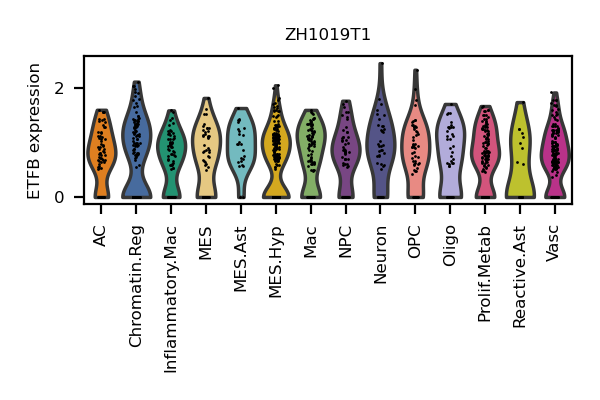 ZH1019T1
ETFB expression
2
0
AC
Chromatin.Reg
Inflammatory.Mac
MES
MES.Ast
MES.Hyp
Mac
NPC
Neuron
OPC
Oligo
Prolif.Metab
Reactive.Ast
Vasc